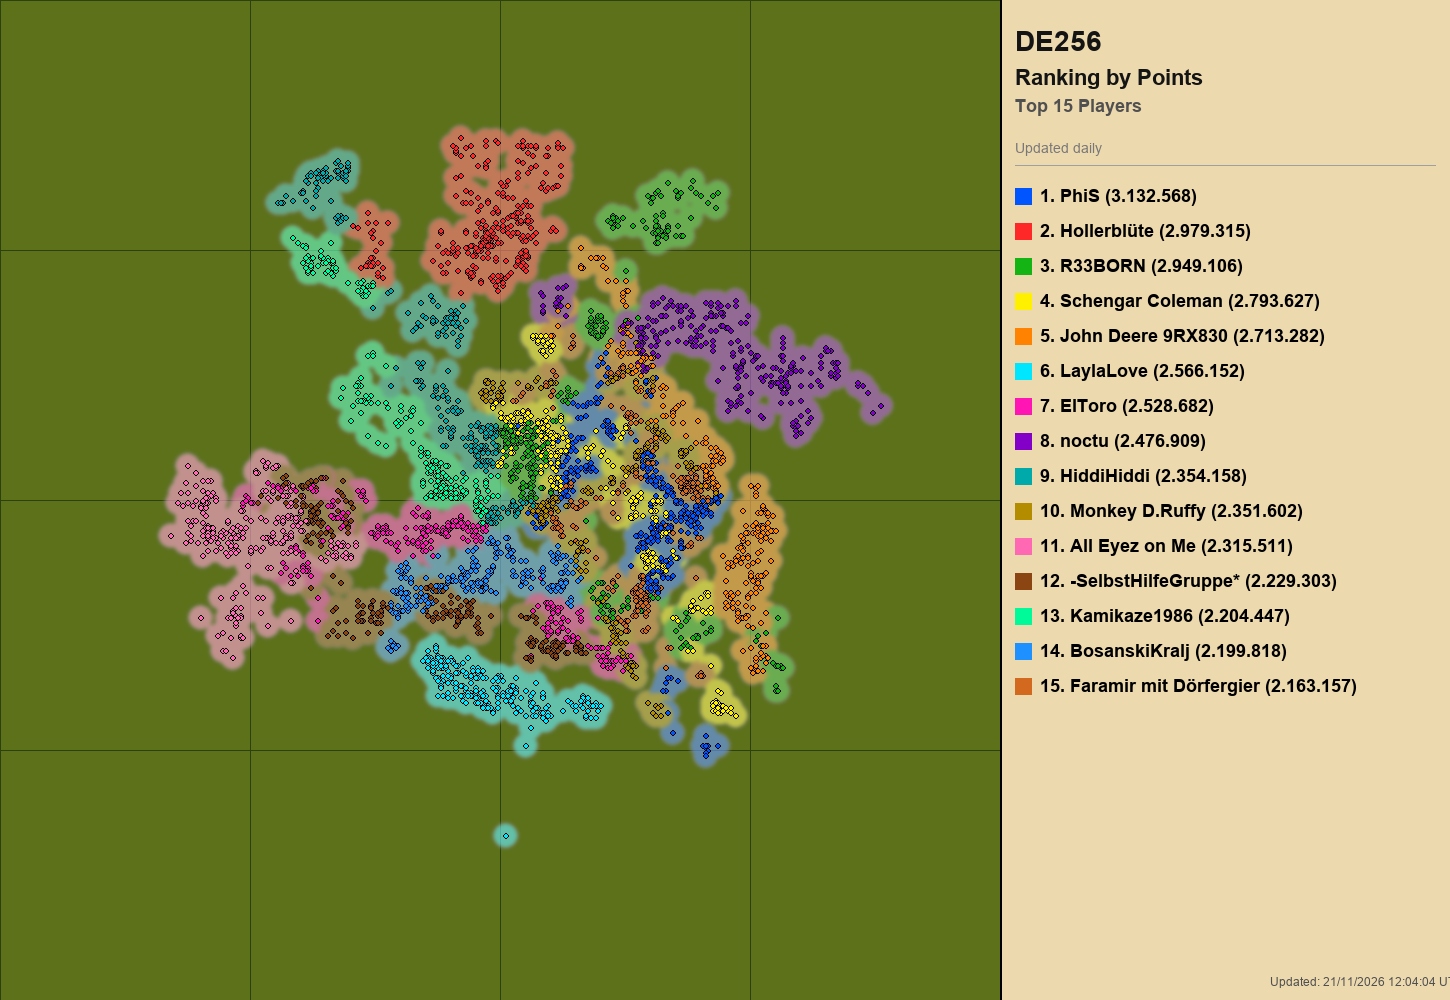 DE256
Ranking by Points
Top 15 Players
Updated daily
1. PhiS (3.132.568)
2. Hollerblüte (2.979.315)
3. R33BORN (2.949.106)
4. Schengar Coleman (2.793.627)
5. John Deere 9RX830 (2.713.282)
6. LaylaLove (2.566.152)
7. ElToro (2.528.682)
8. noctu (2.476.909)
9. HiddiHiddi (2.354.158)
10. Monkey D.Ruffy (2.351.602)
11. All Eyez on Me (2.315.511)
12. -SelbstHilfeGruppe* (2.229.303)
13. Kamikaze1986 (2.204.447)
14. BosanskiKralj (2.199.818)
15. Faramir mit Dörfergier (2.163.157)
Updated: 21/11/2026 12:04:04